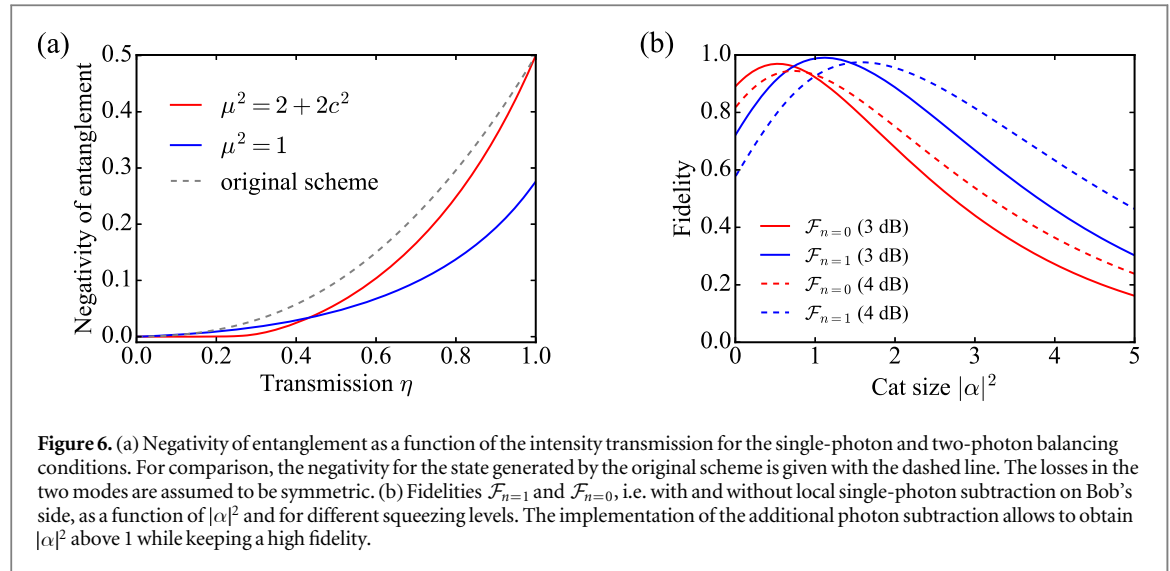 (a)
Negativity of entanglement
0.5
0.4
0.3
0.2
0.1
0.0
μ² = 2 + 2c²
μ² = 1
original scheme
0.0 0.2 0.4 0.6 0.8 1.0
Transmission η
(b)
Fidelity
1.0
0.8
0.6
0.4
0.2
0.0
ℱn=0 (3 dB)
ℱn=1 (3 dB)
ℱn=0 (4 dB)
ℱn=1 (4 dB)
0 1 2 3 4 5
Cat size |α|²
Figure 6. (a) Negativity of entanglement as a function of the intensity transmission for the single-photon and two-photon balancing
conditions. For comparison, the negativity for the state generated by the original scheme is given with the dashed line. The losses in the
two modes are assumed to be symmetric. (b) Fidelities ℱn=1 and ℱn=0, i.e. with and without local single-photon subtraction on Bob's
side, as a function of |α|² and for different squeezing levels. The implementation of the additional photon subtraction allows to obtain
|α|² above 1 while keeping a high fidelity.